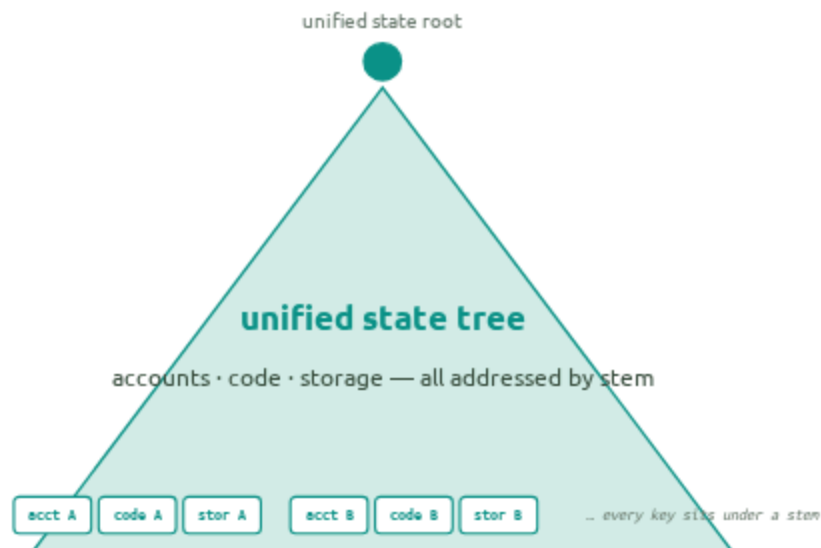 unified state root
unified state tree
accounts · code · storage — all addressed by stem
acct A code A stor A acct B code B stor B … every key sits under a stem